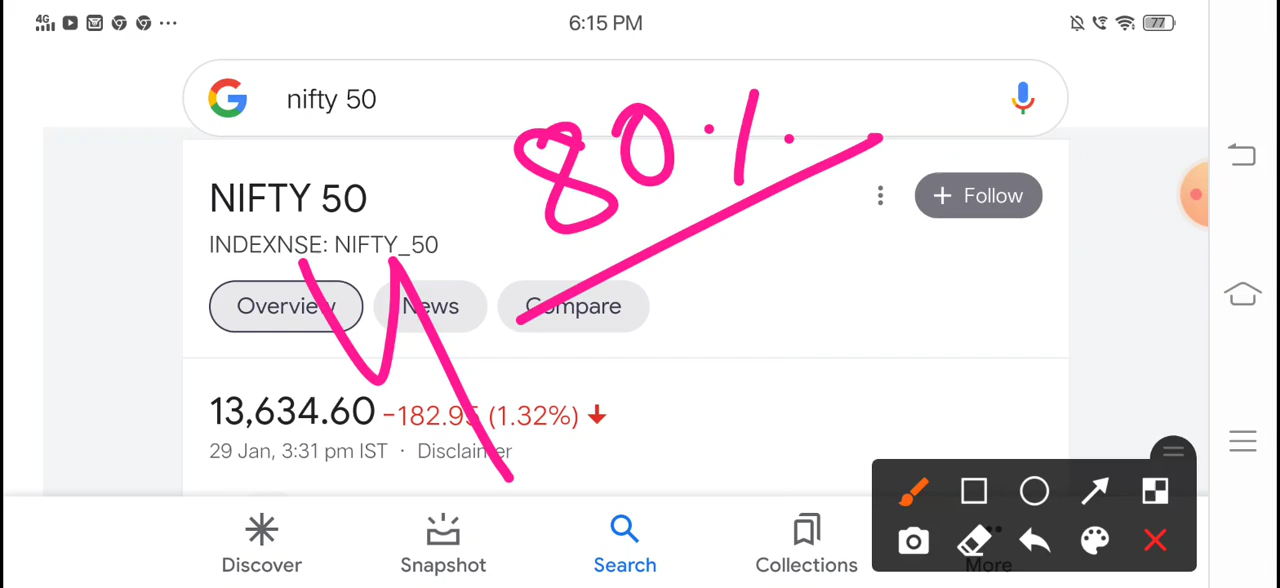 4G 6:15 PM 77
nifty 50
80%
NIFTY 50
+ Follow
INDEXNSE: NIFTY_50
Overview News Compare
13,634.60 -182.95 (1.32%)
29 Jan, 3:31 pm IST · Disclaimer
Discover Snapshot Search Collections More